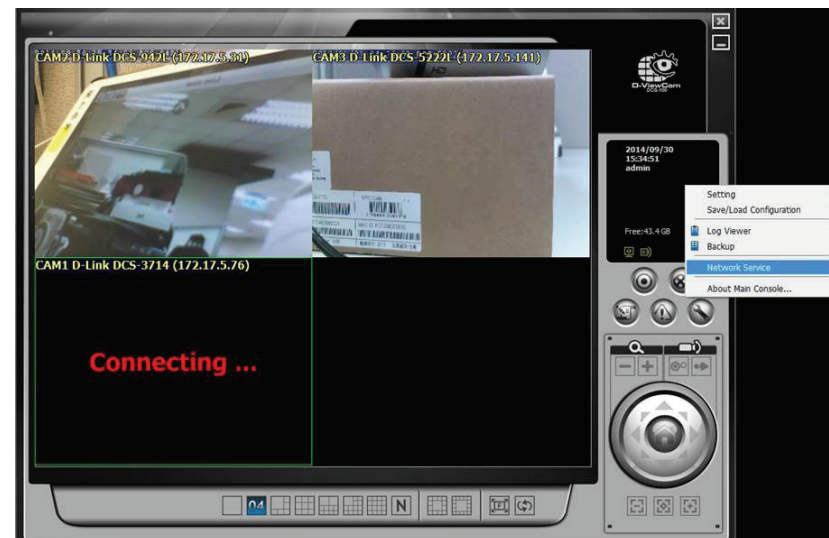 CAM2 D-Link DCS-942L (172.17.5.31)
CAM3 D-Link DCS-5222L (172.17.5.141)
D-ViewCam
DCS-100
2014/09/30
15:34:51
admin
Free:43.4 GB
Setting
Save/Load Configuration
Log Viewer
Backup
Network Service
About Main Console...
CAM1 D-Link DCS-3714 (172.17.5.76)
Connecting ...
04
N